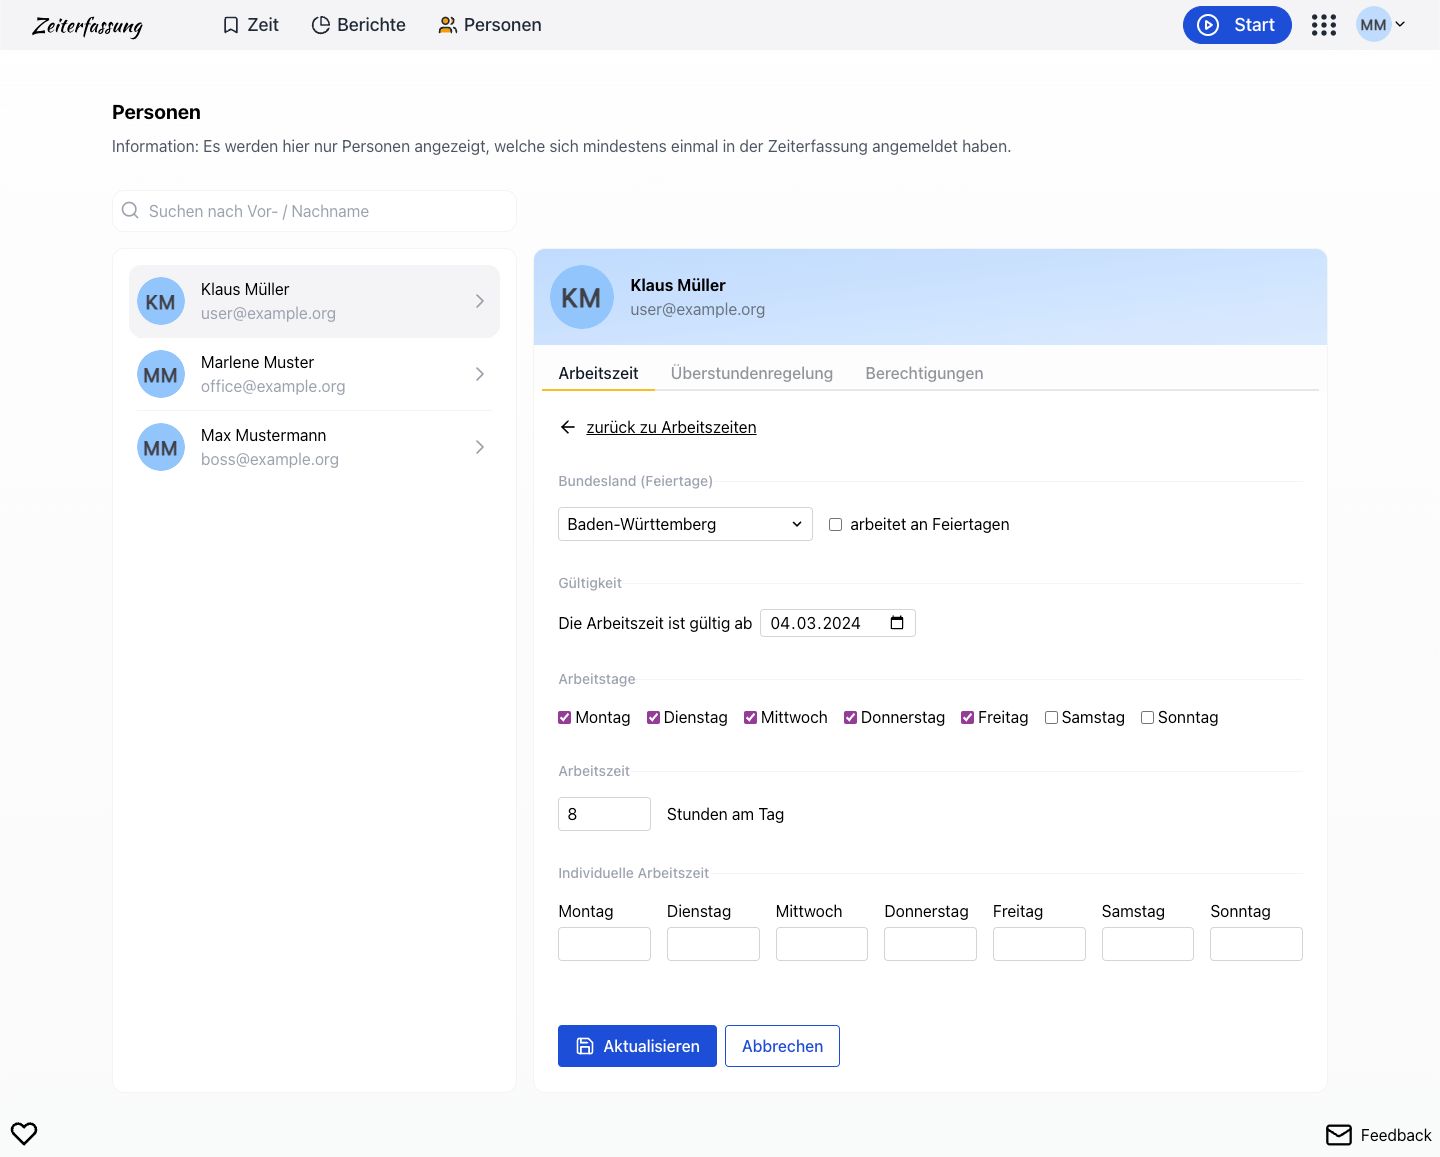 Zeiterfassung
Zeit
Berichte
Personen
Start
MM
Personen
Information: Es werden hier nur Personen angezeigt, welche sich mindestens einmal in der Zeiterfassung angemeldet haben.
Suchen nach Vor- / Nachname
KM
Klaus Müller
user@example.org
MM
Marlene Muster
office@example.org
MM
Max Mustermann
boss@example.org
KM
Klaus Müller
user@example.org
Arbeitszeit
Überstundenregelung
Berechtigungen
zurück zu Arbeitszeiten
Bundesland (Feiertage)
Baden-Württemberg
arbeitet an Feiertagen
Gültigkeit
Die Arbeitszeit ist gültig ab 04.03.2024
Arbeitstage
Montag Dienstag Mittwoch Donnerstag Freitag Samstag Sonntag
Arbeitszeit
8 Stunden am Tag
Individuelle Arbeitszeit
Montag Dienstag Mittwoch Donnerstag Freitag Samstag Sonntag
Aktualisieren
Abbrechen
Feedback